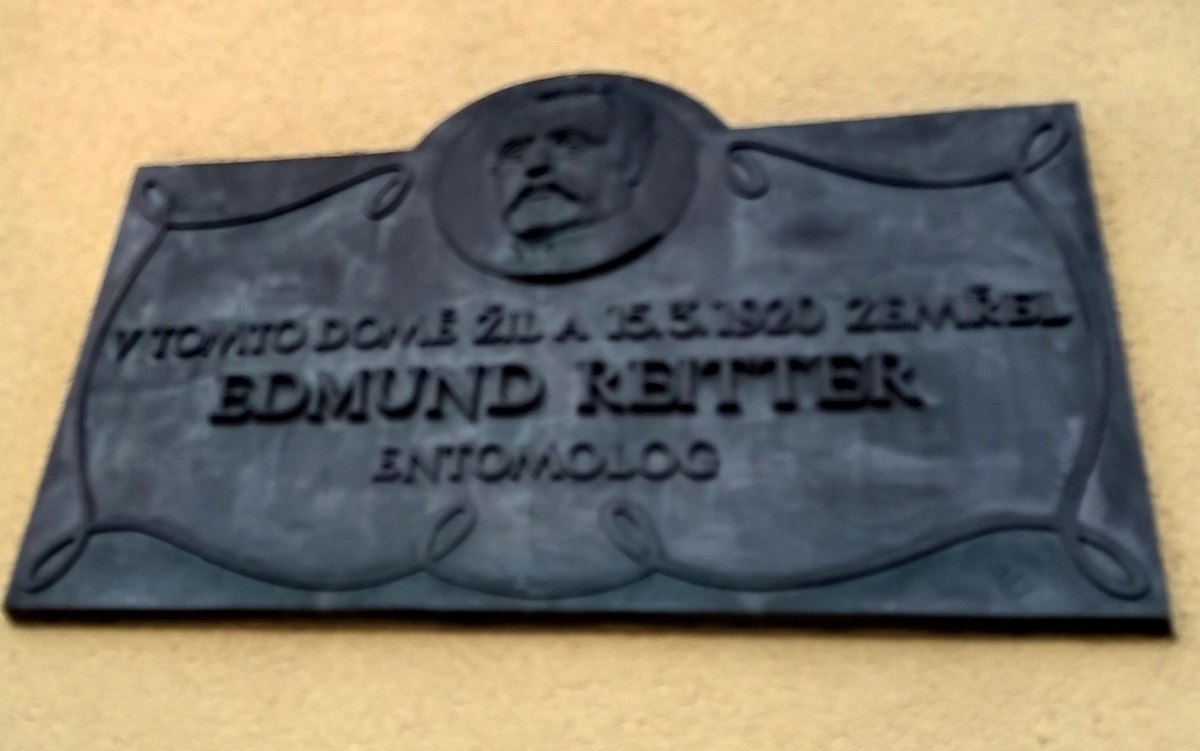 V TOMTO DOMĚ ŽIL A 15.3.1920 ZEMŘEL
EDMUND REITTER
ENTOMOLOG